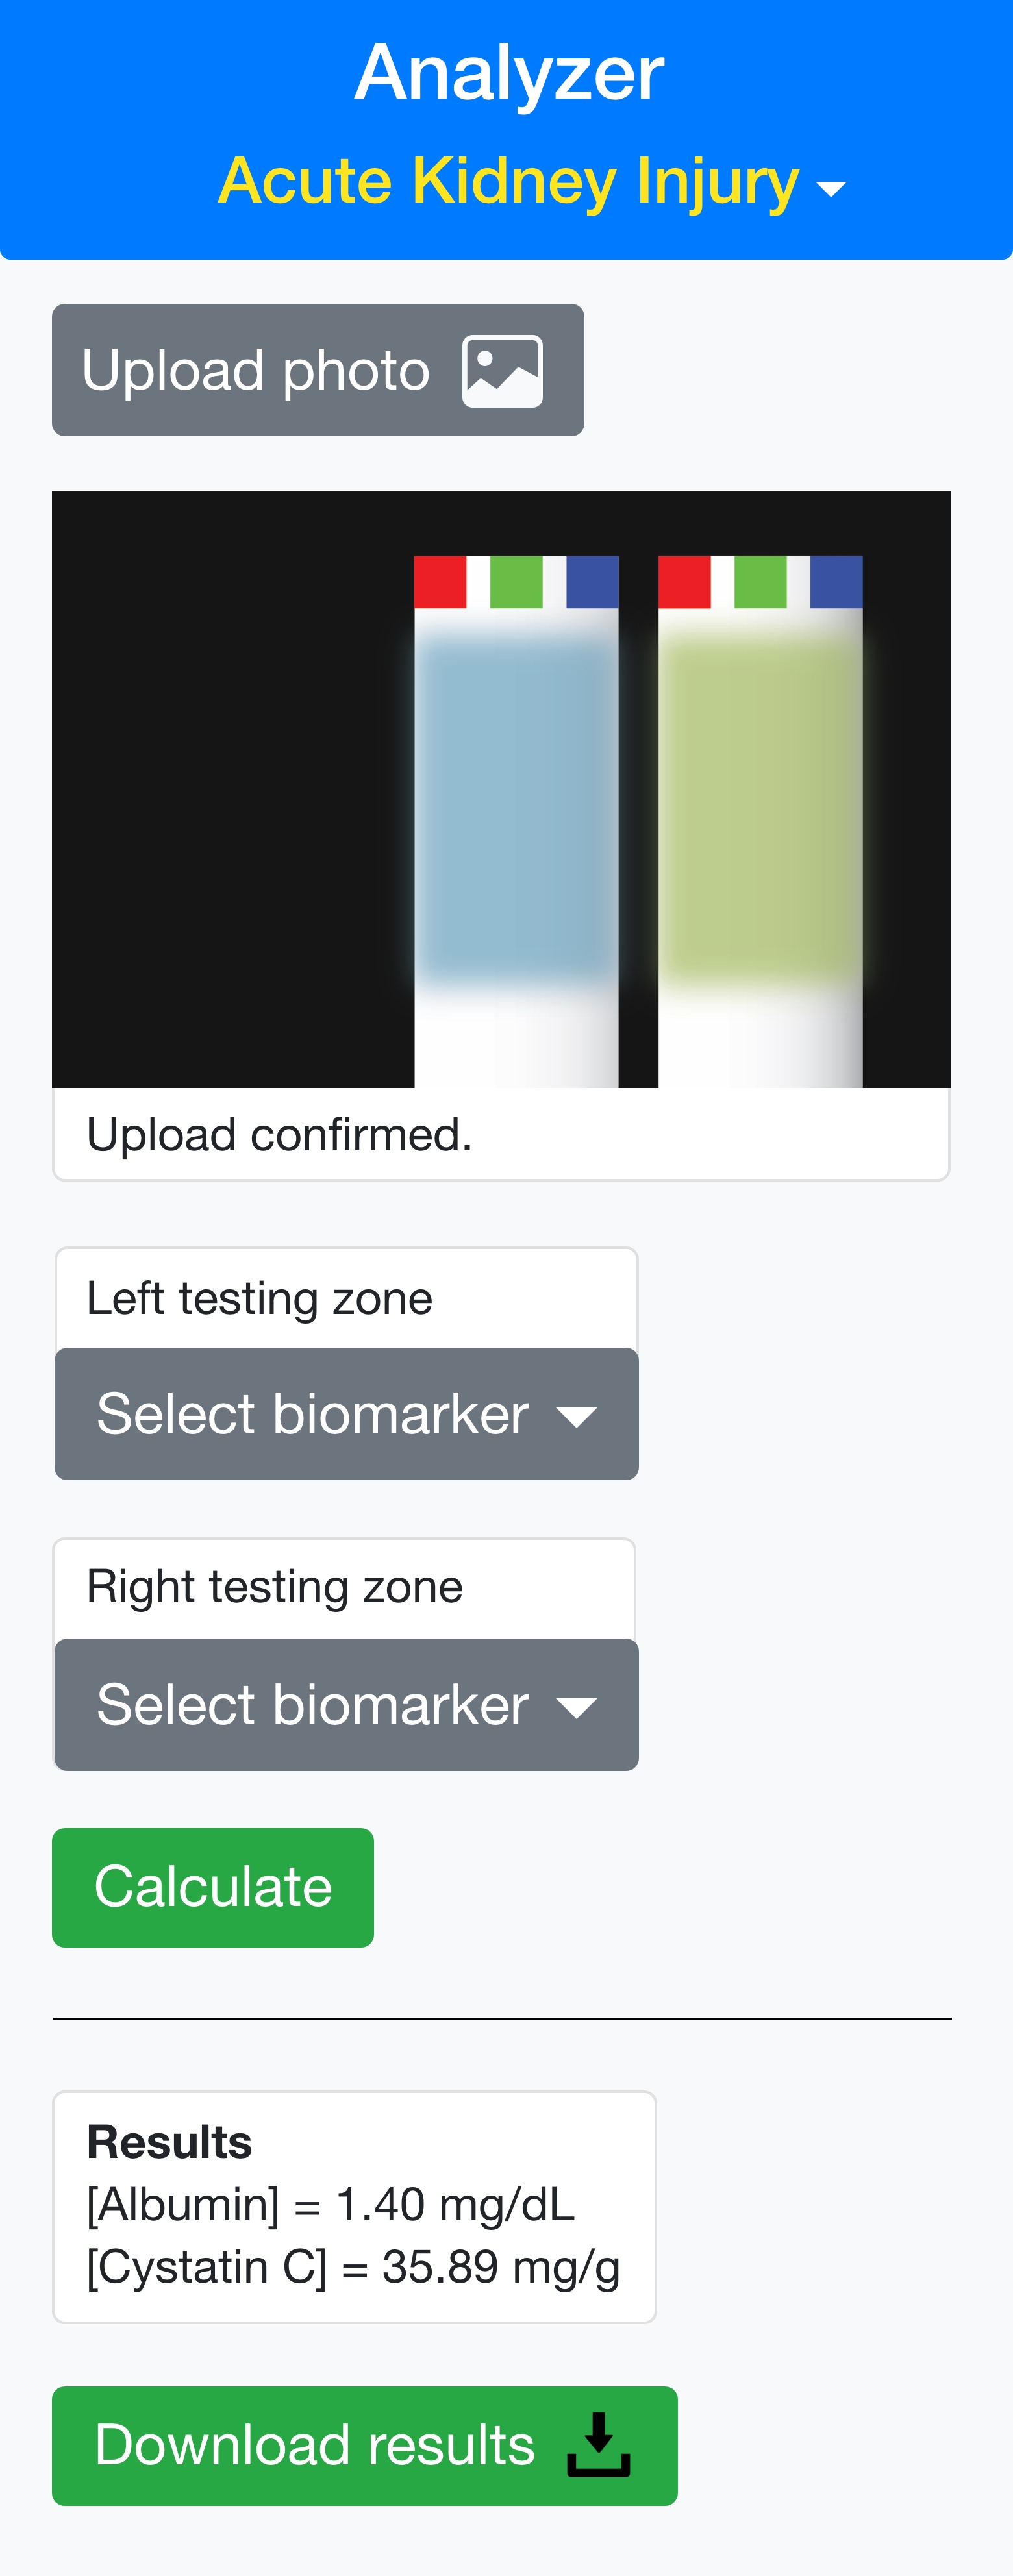 Analyzer
Acute Kidney Injury
Upload photo
Upload confirmed.
Left testing zone
Select biomarker
Right testing zone
Select biomarker
Calculate
Results
[Albumin] = 1.40 mg/dL
[Cystatin C] = 35.89 mg/g
Download results